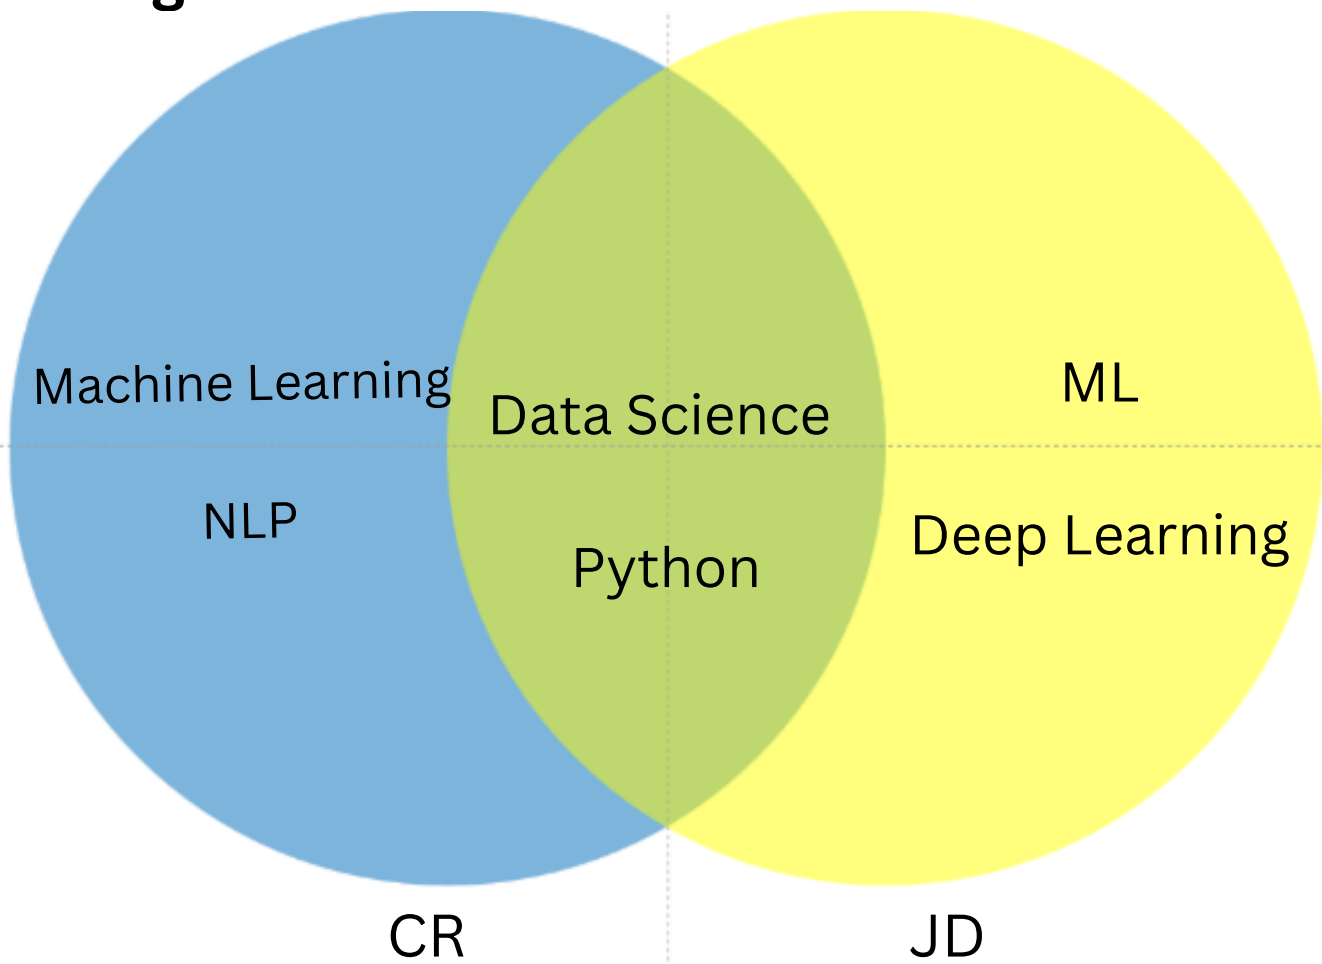 Machine Learning
Data Science
ML
NLP
Python
Deep Learning
CR
JD